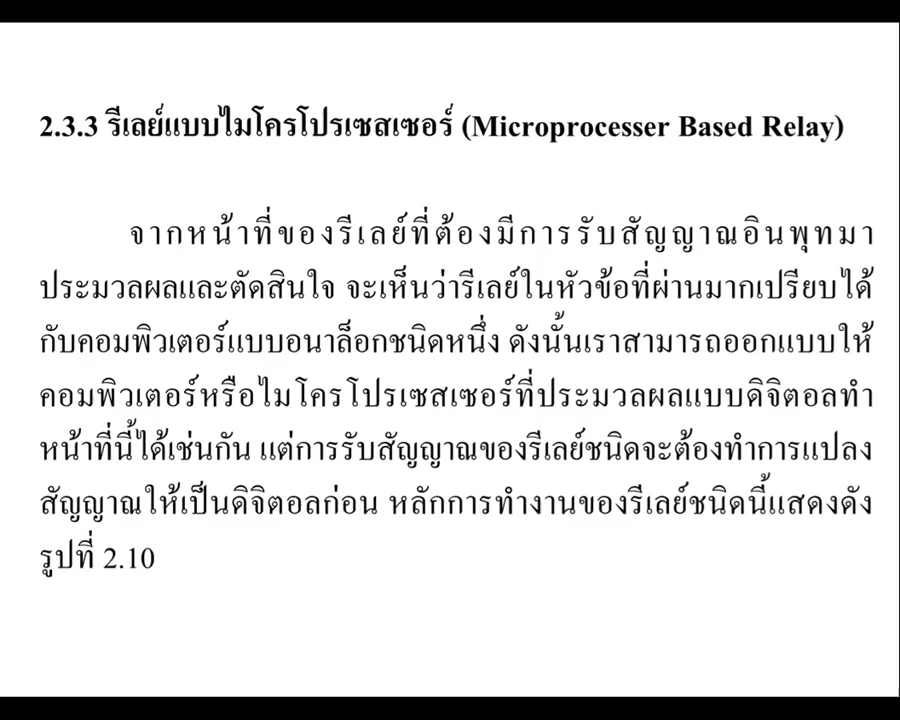 2.3.3 รีเลย์แบบไมโครโปรเซสเซอร์ (Microprocesser Based Relay)
จากหน้าที่ของรีเลย์ที่ต้องมีการรับสัญญาณอินพุทมา
ประมวลผลและตัดสินใจ จะเห็นว่ารีเลย์ในหัวข้อที่ผ่านมากเปรียบได้
กับคอมพิวเตอร์แบบอนาล็อกชนิดหนึ่ง ดังนั้นเราสามารถออกแบบให้
คอมพิวเตอร์หรือไมโครโปรเซสเซอร์ที่ประมวลผลแบบดิจิตอลทำ
หน้าที่นี้ได้เช่นกัน แต่การรับสัญญาณของรีเลย์ชนิดจะต้องทำการแปลง
สัญญาณให้เป็นดิจิตอลก่อน หลักการทำงานของรีเลย์ชนิดนี้แสดงดัง
รูปที่ 2.10